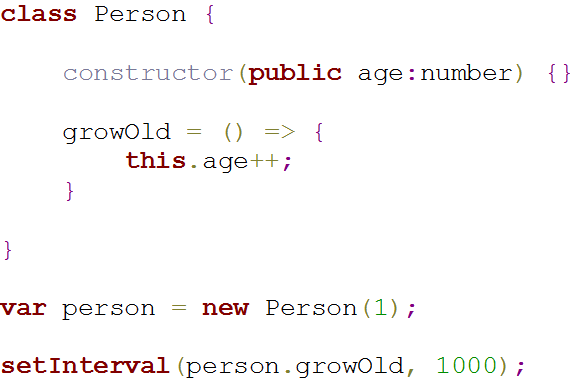 class Person {
    constructor(public age:number) {}
    growOld = () => {
        this.age++;
    }
}
var person = new Person(1);
setInterval(person.growOld, 1000);